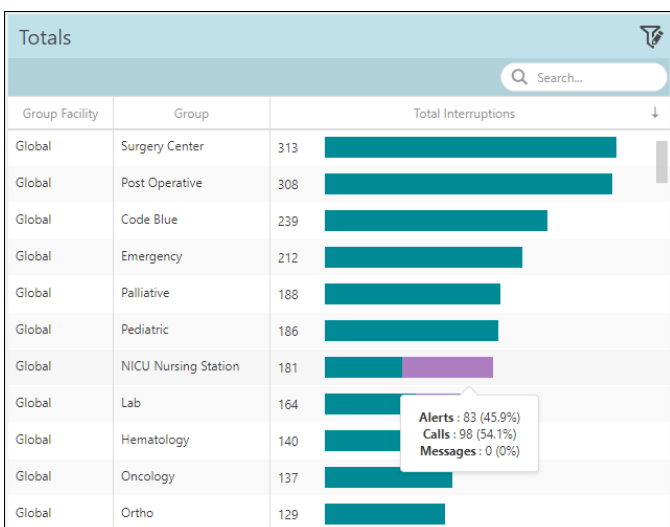 Totals
Search...
Group Facility Group Total Interruptions ↓
Global Surgery Center 313
Global Post Operative 308
Global Code Blue 239
Global Emergency 212
Global Palliative 188
Global Pediatric 186
Global NICU Nursing Station 181
Global Lab 164
Alerts : 83 (45.9%)
Calls : 98 (54.1%)
Messages : 0 (0%)
Global Hematology 140
Global Oncology 137
Global Ortho 129